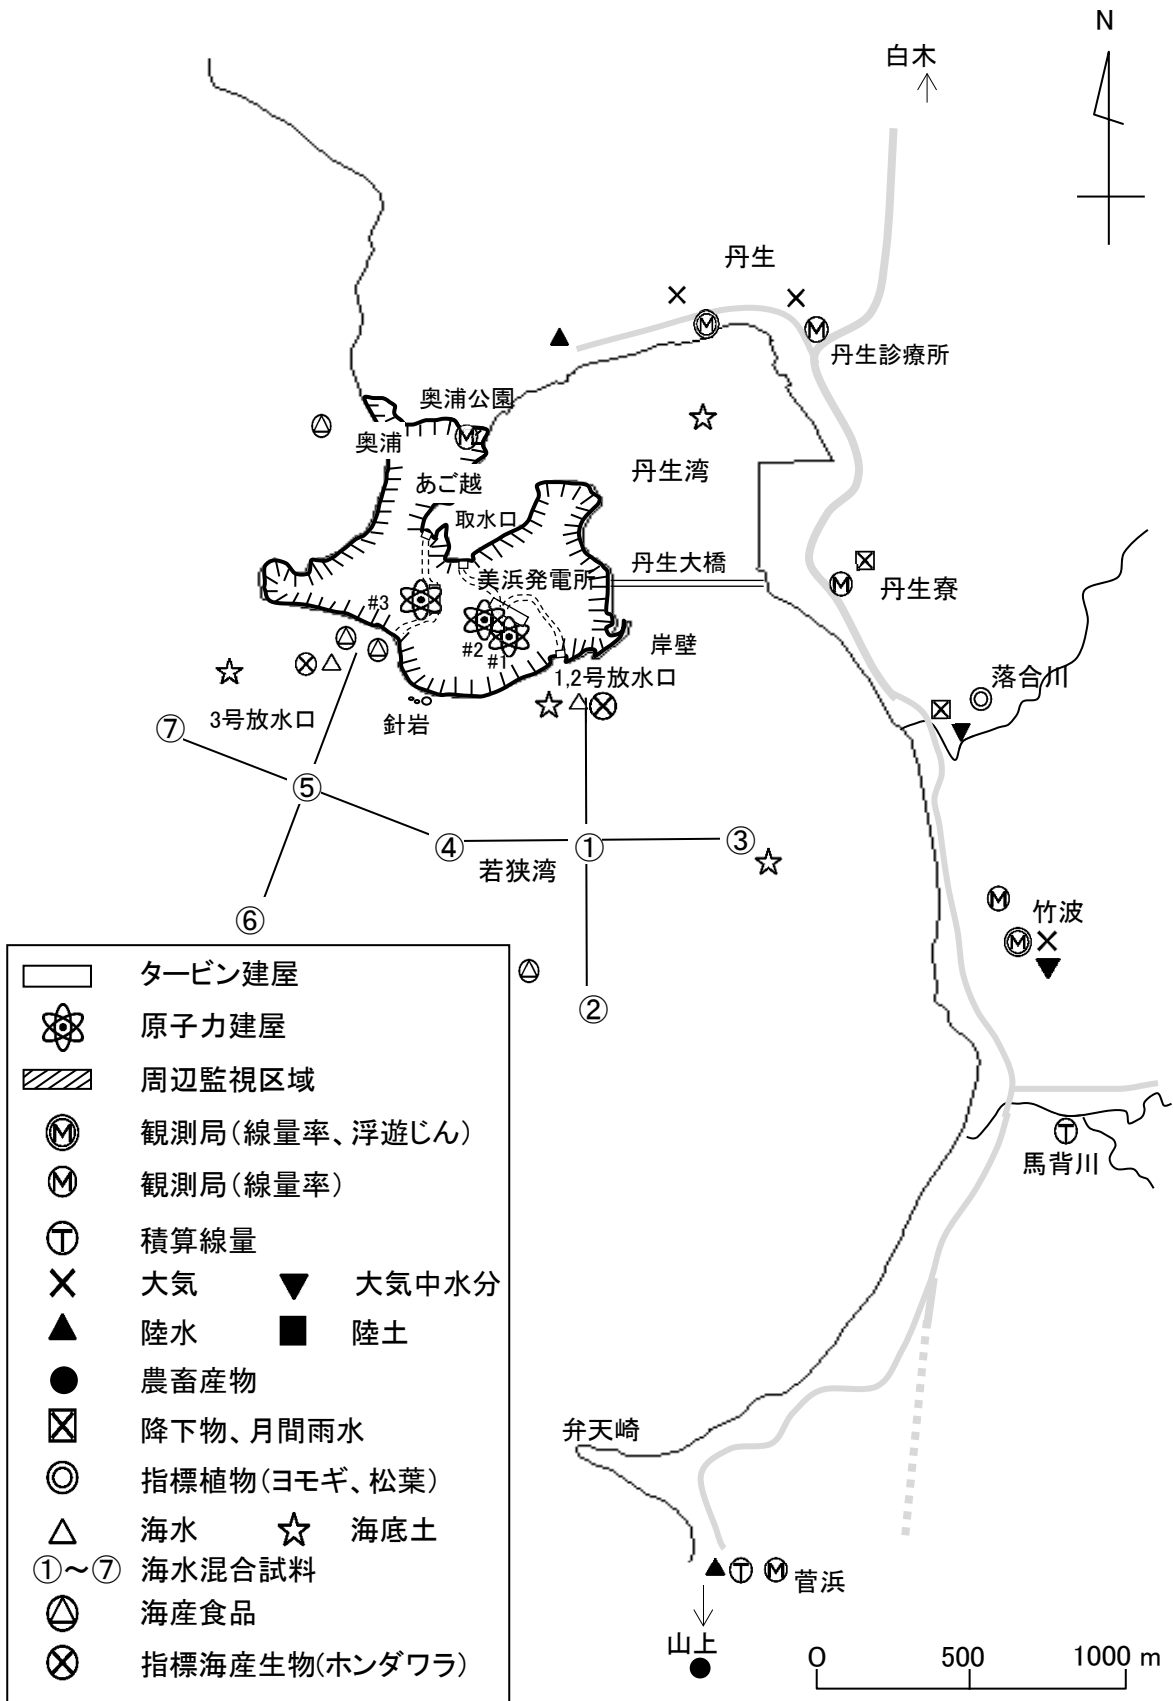 N
白木
丹生
丹生診療所
奥浦公園
奥浦
丹生湾
あご越
取水口
丹生大橋
美浜発電所
丹生寮
#3
#2
#1
岸壁
1,2号放水口
落合川
3号放水口
針岩
⑦
⑤
④
①
③
若狭湾
⑥
②
竹波
馬背川
弁天崎
菅浜
山上
タービン建屋
原子力建屋
周辺監視区域
観測局(線量率、浮遊じん)
観測局(線量率)
積算線量
大気
大気中水分
陸水
陸土
農畜産物
降下物、月間雨水
指標植物(ヨモギ、松葉)
海水
海底土
①~⑦ 海水混合試料
海産食品
指標海産生物(ホンダワラ)
0 500 1000 m